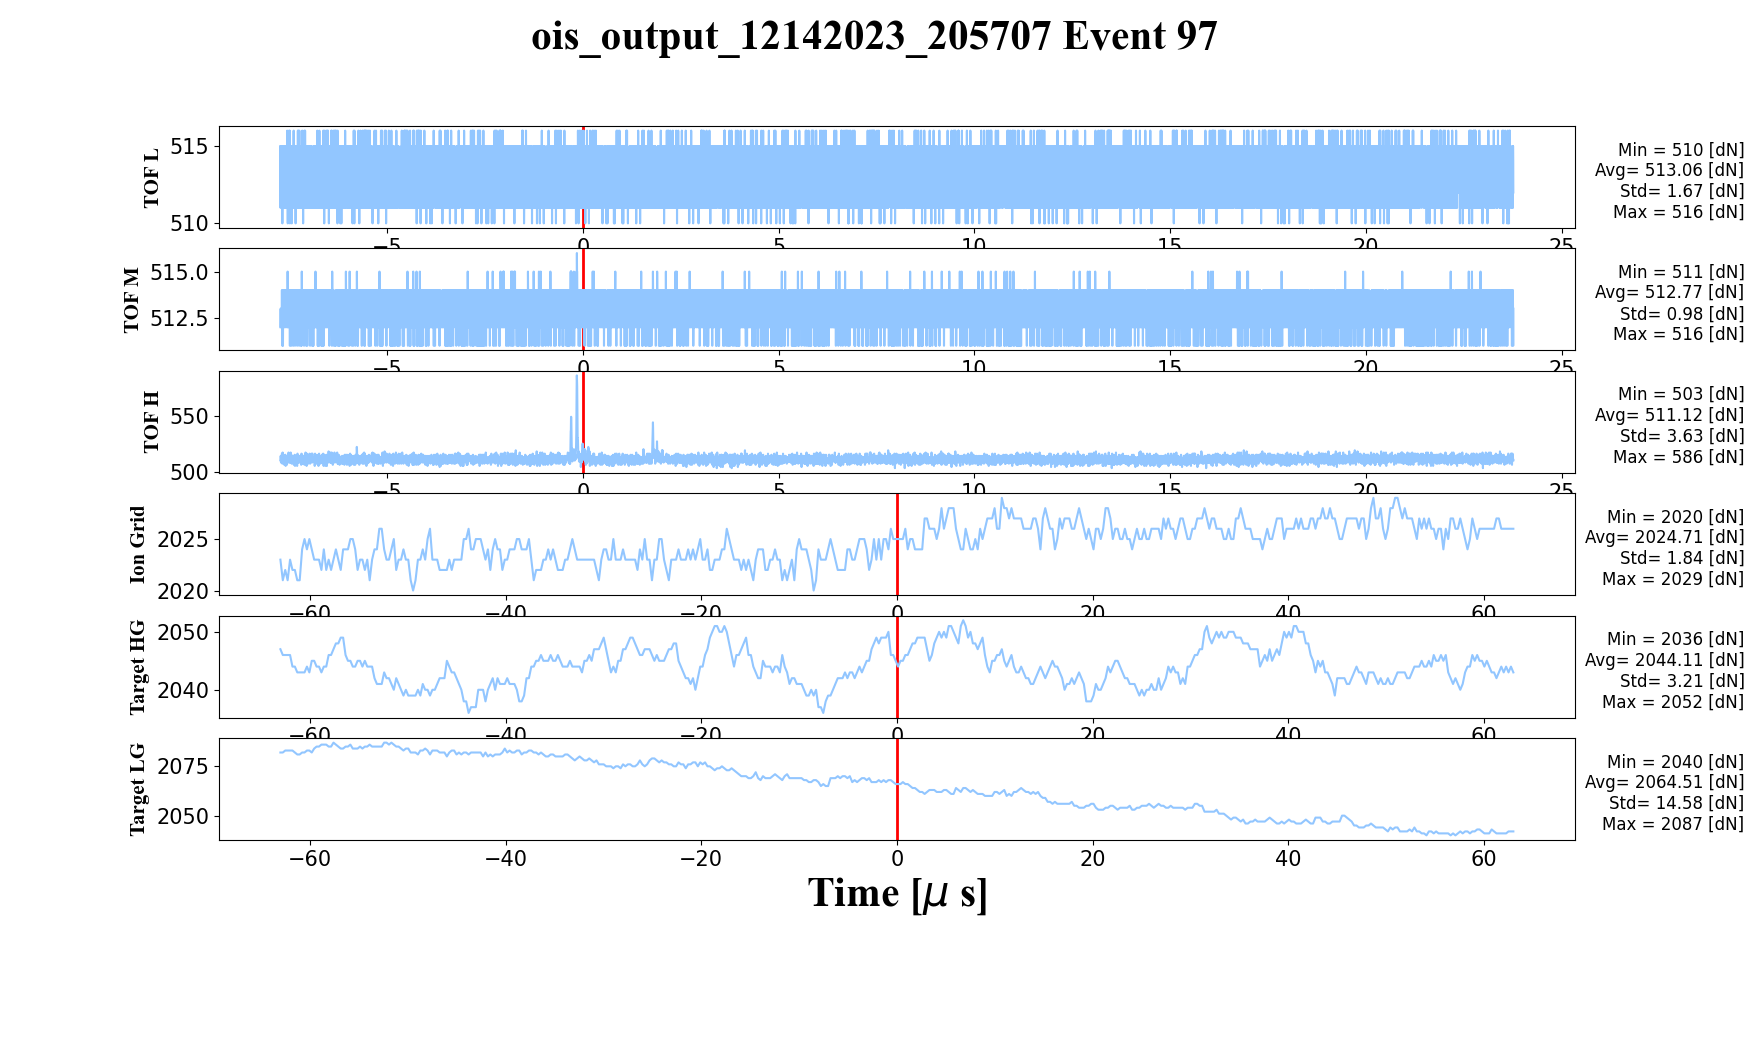 ois_output_12142023_205707 Event 97
TOF L
515
510
Min = 510 [dN]
Avg= 513.06 [dN]
Std= 1.67 [dN]
Max = 516 [dN]
−5 0 5 10 15 20 25
TOF M
515.0
512.5
Min = 511 [dN]
Avg= 512.77 [dN]
Std= 0.98 [dN]
Max = 516 [dN]
−5 0 5 10 15 20 25
TOF H
550
500
Min = 503 [dN]
Avg= 511.12 [dN]
Std= 3.63 [dN]
Max = 586 [dN]
−5 0 5 10 15 20 25
Ion Grid
2025
2020
Min = 2020 [dN]
Avg= 2024.71 [dN]
Std= 1.84 [dN]
Max = 2029 [dN]
−60 −40 −20 0 20 40 60
Target HG
2050
2040
Min = 2036 [dN]
Avg= 2044.11 [dN]
Std= 3.21 [dN]
Max = 2052 [dN]
−60 −40 −20 0 20 40 60
Target LG
2075
2050
Min = 2040 [dN]
Avg= 2064.51 [dN]
Std= 14.58 [dN]
Max = 2087 [dN]
−60 −40 −20 0 20 40 60
Time [μ s]